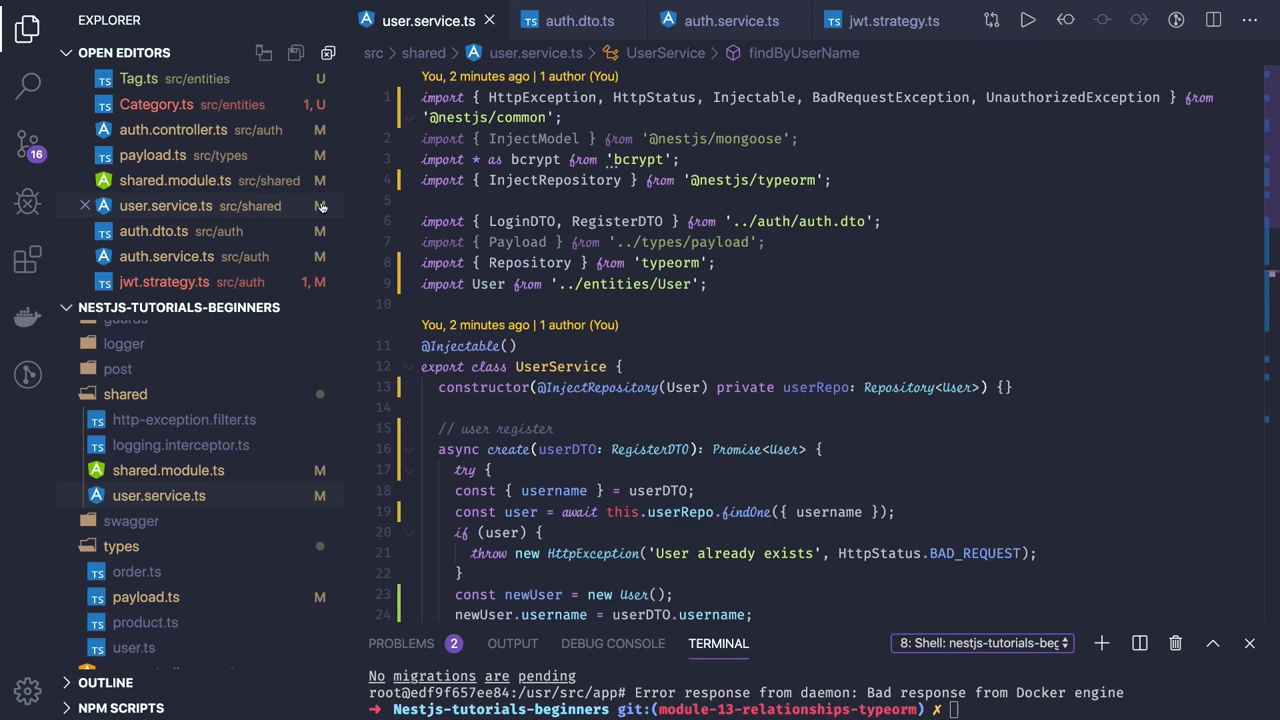 EXPLORER
OPEN EDITORS
Tag.ts src/entities U
Category.ts src/entities 1, U
auth.controller.ts src/auth M
payload.ts src/types M
shared.module.ts src/shared M
user.service.ts src/shared M
auth.dto.ts src/auth M
auth.service.ts src/auth M
jwt.strategy.ts src/auth 1, M
NESTJS-TUTORIALS-BEGINNERS
guards
logger
post
shared
http-exception.filter.ts
logging.interceptor.ts
shared.module.ts M
user.service.ts M
swagger
types
order.ts
payload.ts M
product.ts
user.ts
OUTLINE
NPM SCRIPTS
16
user.service.ts auth.dto.ts auth.service.ts jwt.strategy.ts
src › shared › user.service.ts › UserService › findByUserName
You, 2 minutes ago | 1 author (You)
1 import { HttpException, HttpStatus, Injectable, BadRequestException, UnauthorizedException } from
'@nestjs/common';
2 import { InjectModel } from '@nestjs/mongoose';
3 import * as bcrypt from 'bcrypt';
4 import { InjectRepository } from '@nestjs/typeorm';
5
6 import { LoginDTO, RegisterDTO } from '../auth/auth.dto';
7 import { Payload } from '../types/payload';
8 import { Repository } from 'typeorm';
9 import User from '../entities/User';
10
You, 2 minutes ago | 1 author (You)
11 @Injectable()
12 export class UserService {
13 constructor(@InjectRepository(User) private userRepo: Repository<User>) {}
14
15 // user register
16 async create(userDTO: RegisterDTO): Promise<User> {
17 try {
18 const { username } = userDTO;
19 const user = await this.userRepo.findOne({ username });
20 if (user) {
21 throw new HttpException('User already exists', HttpStatus.BAD_REQUEST);
22 }
23 const newUser = new User();
24 newUser.username = userDTO.username;
PROBLEMS 2 OUTPUT DEBUG CONSOLE TERMINAL 8: Shell: nestjs-tutorials-beg
No migrations are pending
root@edf9f657ee84:/usr/src/app# Error response from daemon: Bad response from Docker engine
➜ Nestjs-tutorials-beginners git:(module-13-relationships-typeorm) ✗